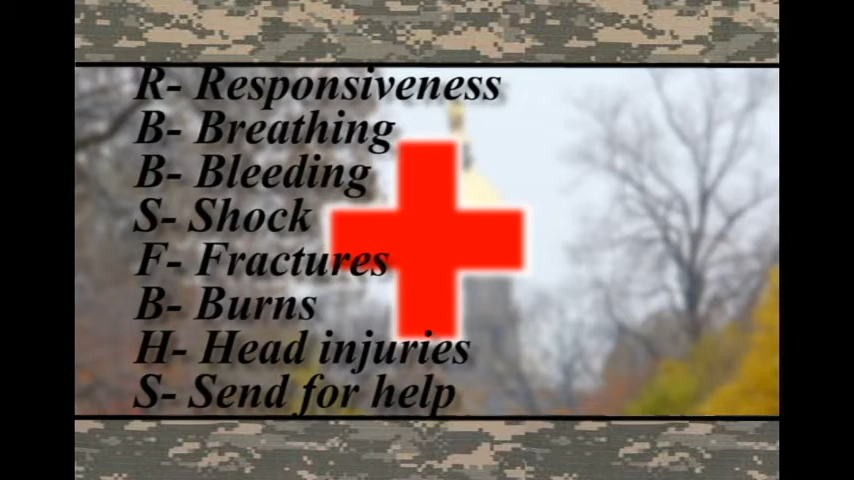 R- Responsiveness
B- Breathing
B- Bleeding
S- Shock
F- Fractures
B- Burns
H- Head injuries
S- Send for help